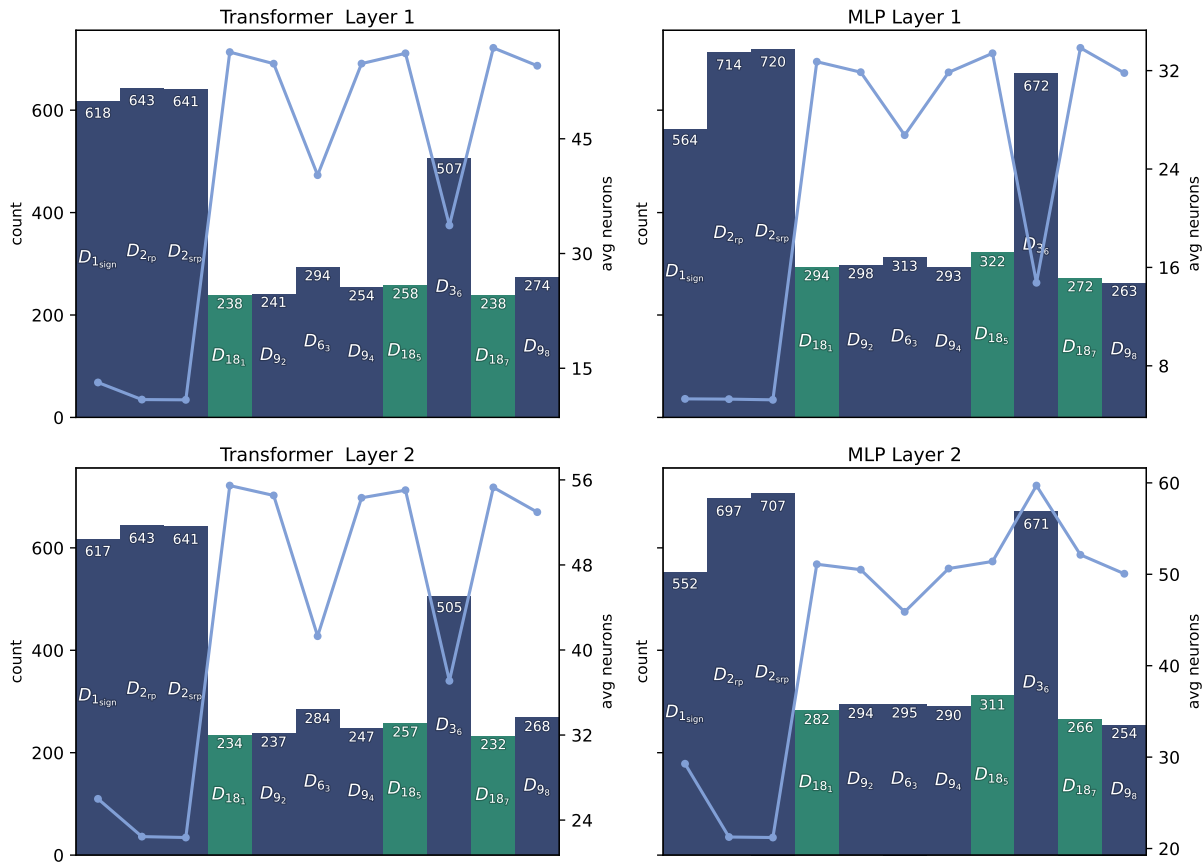 Transformer  Layer 1
count
600
400
200
0
618
643
641
238
241
294
254
258
507
238
274
D1sign
D2rp
D2srp
D18₁
D9₂
D6₃
D9₄
D18₅
D3₆
D18₇
D9₈
45
30
15
avg neurons
MLP Layer 1
count
564
714
720
294
298
313
293
322
672
272
263
D1sign
D2rp
D2srp
D18₁
D9₂
D6₃
D9₄
D18₅
D3₆
D18₇
D9₈
32
24
16
8
avg neurons
Transformer  Layer 2
count
600
400
200
0
617
643
641
234
237
284
247
257
505
232
268
D1sign
D2rp
D2srp
D18₁
D9₂
D6₃
D9₄
D18₅
D3₆
D18₇
D9₈
56
48
40
32
24
avg neurons
MLP Layer 2
count
552
697
707
282
294
295
290
311
671
266
254
D1sign
D2rp
D2srp
D18₁
D9₂
D6₃
D9₄
D18₅
D3₆
D18₇
D9₈
60
50
40
30
20
avg neurons